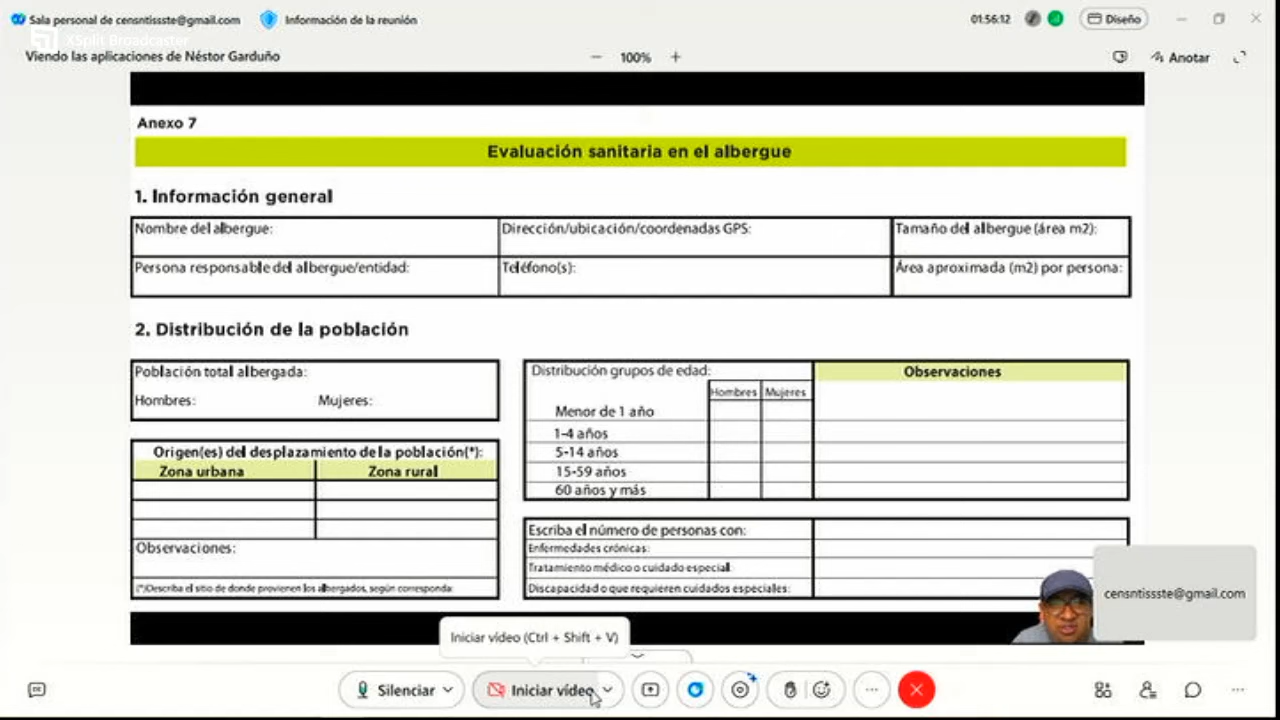 Sala personal de censntissste@gmail.com
Información de la reunión
01:56:12
Diseño
XSplit Broadcaster
Viendo las aplicaciones de Néstor Garduño
100%
Anotar
Anexo 7
Evaluación sanitaria en el albergue
1. Información general
Nombre del albergue:
Dirección/ubicación/coordenadas GPS:
Tamaño del albergue (área m2):
Persona responsable del albergue/entidad:
Teléfono(s):
Área aproximada (m2) por persona:
2. Distribución de la población
Población total albergada:
Hombres: Mujeres:
Origen(es) del desplazamiento de la población(*):
Zona urbana Zona rural
Observaciones:
(*)Describa el sitio de donde provienen los albergados, según corresponda:
Distribución grupos de edad:
Observaciones
Hombres Mujeres
Menor de 1 año
1-4 años
5-14 años
15-59 años
60 años y más
Escriba el número de personas con:
Enfermedades crónicas:
Tratamiento médico o cuidado especial
Discapacidad o que requieren cuidados especiales:
censntissste@gmail.com
Iniciar vídeo (Ctrl + Shift + V)
Silenciar
Iniciar vídeo